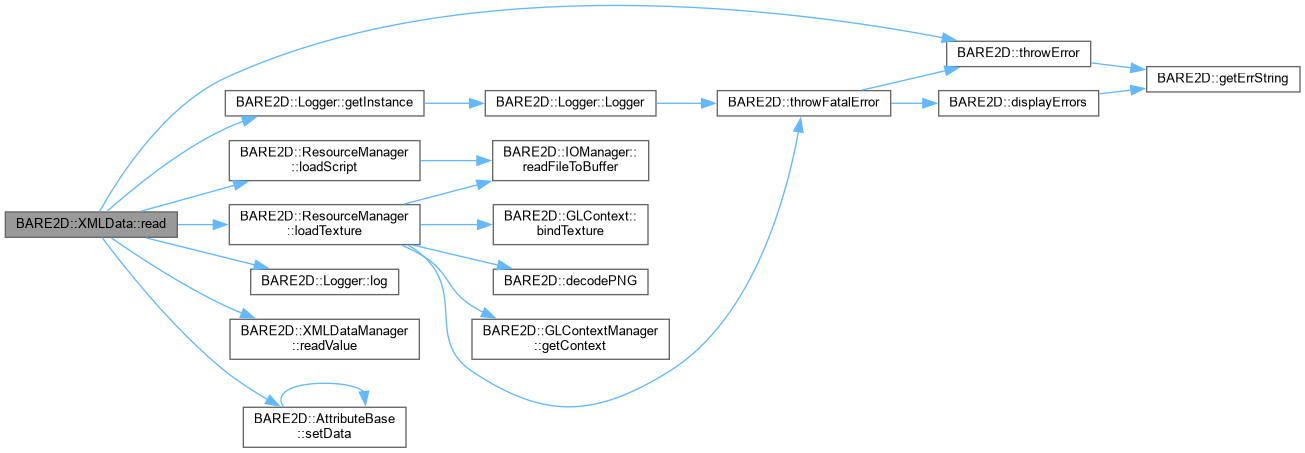 BARE2D::XMLData::read
BARE2D::Logger::getInstance
BARE2D::ResourceManager
::loadScript
BARE2D::ResourceManager
::loadTexture
BARE2D::Logger::log
BARE2D::XMLDataManager
::readValue
BARE2D::AttributeBase
::setData
BARE2D::Logger::Logger
BARE2D::IOManager::
readFileToBuffer
BARE2D::GLContext::
bindTexture
BARE2D::decodePNG
BARE2D::GLContextManager
::getContext
BARE2D::throwFatalError
BARE2D::throwError
BARE2D::displayErrors
BARE2D::getErrString